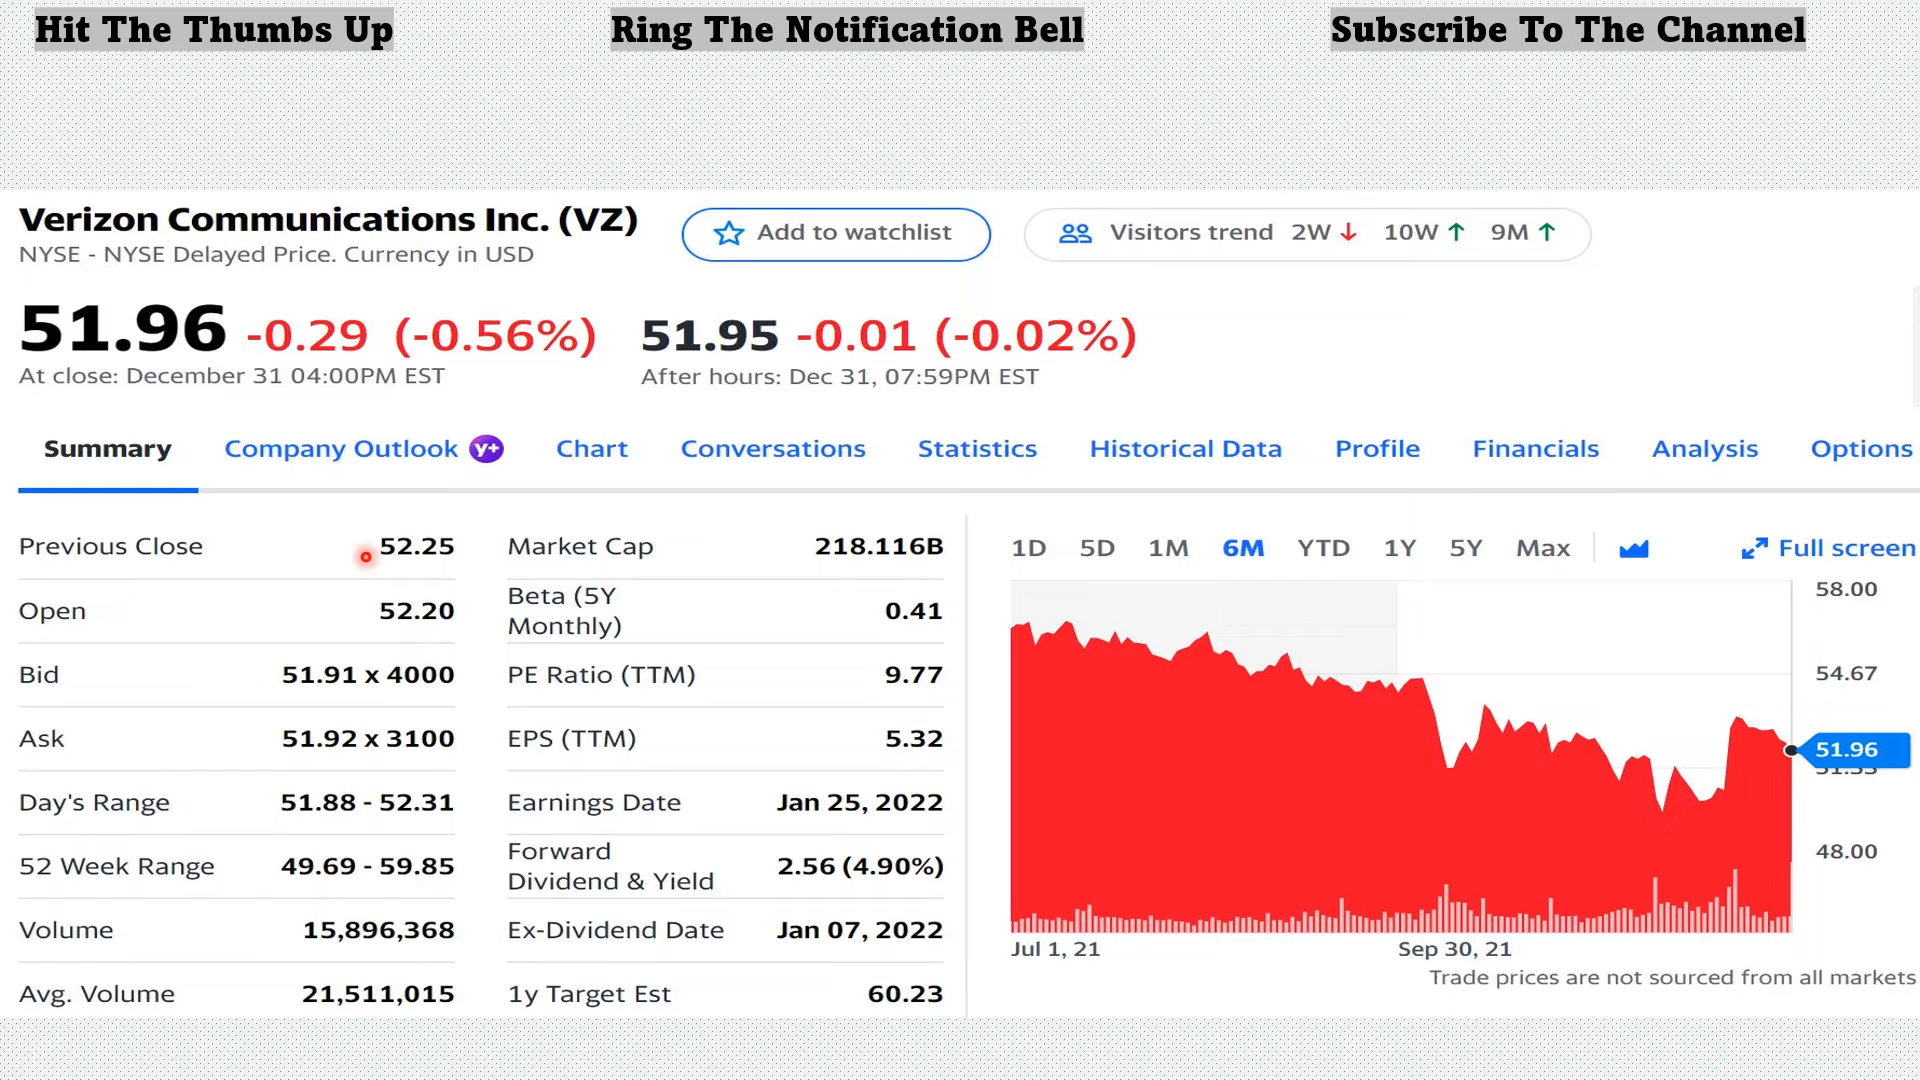 Hit The Thumbs Up
Ring The Notification Bell
Subscribe To The Channel
Verizon Communications Inc. (VZ)
NYSE - NYSE Delayed Price. Currency in USD
Add to watchlist
Visitors trend 2W ↓ 10W ↑ 9M ↑
51.96 -0.29 (-0.56%)
At close: December 31 04:00PM EST
51.95 -0.01 (-0.02%)
After hours: Dec 31, 07:59PM EST
Summary
Company Outlook y+
Chart
Conversations
Statistics
Historical Data
Profile
Financials
Analysis
Options
Previous Close 52.25
Open 52.20
Bid 51.91 x 4000
Ask 51.92 x 3100
Day's Range 51.88 - 52.31
52 Week Range 49.69 - 59.85
Volume 15,896,368
Avg. Volume 21,511,015
Market Cap 218.116B
Beta (5Y
Monthly) 0.41
PE Ratio (TTM) 9.77
EPS (TTM) 5.32
Earnings Date Jan 25, 2022
Forward
Dividend & Yield 2.56 (4.90%)
Ex-Dividend Date Jan 07, 2022
1y Target Est 60.23
1D 5D 1M 6M YTD 1Y 5Y Max
Full screen
58.00
54.67
51.96
48.00
Jul 1, 21
Sep 30, 21
Trade prices are not sourced from all markets